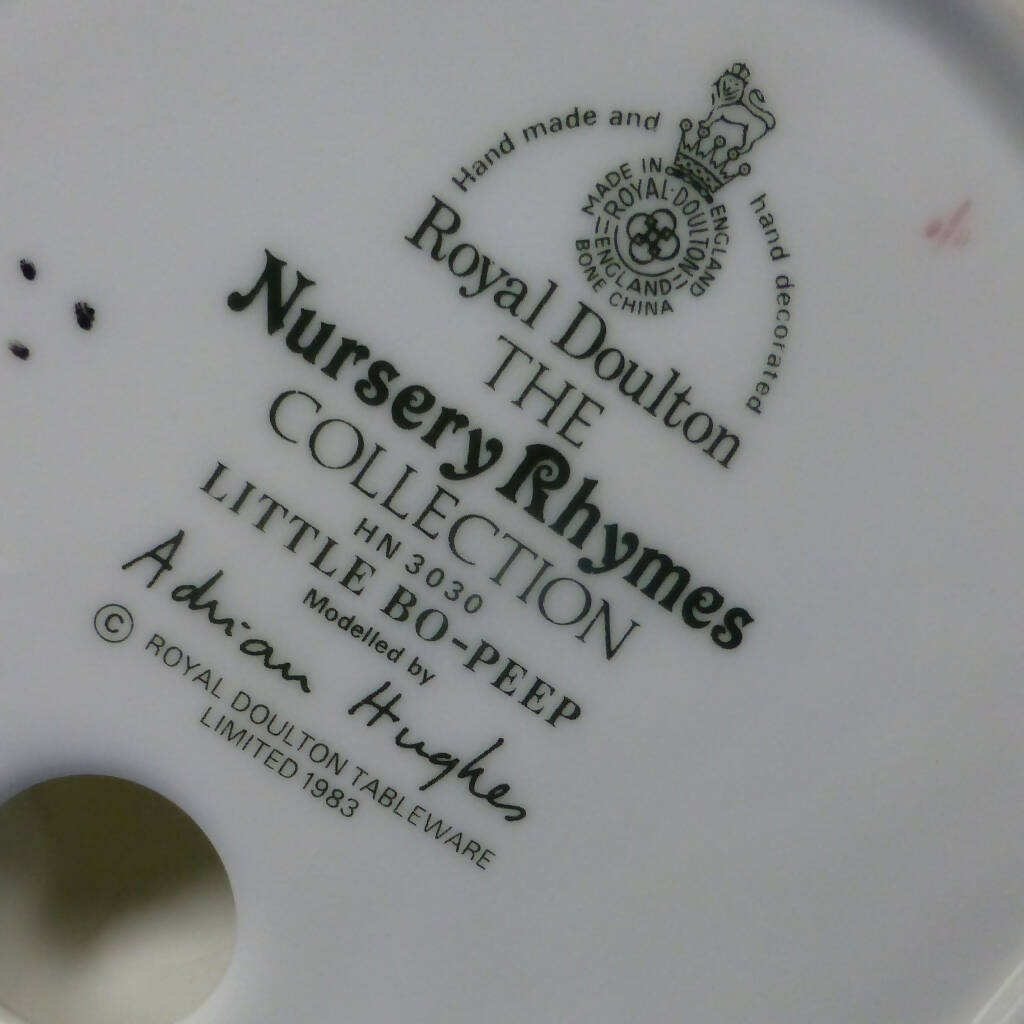 Hand made and
hand decorated
MADE IN ENGLAND
ROYAL·DOULTON
ENGLAND
BONE CHINA
Royal Doulton
THE
Nursery Rhymes
COLLECTION
HN 3030
LITTLE BO-PEEP
Modelled by
Adrian Hughes
© ROYAL DOULTON TABLEWARE
LIMITED 1983